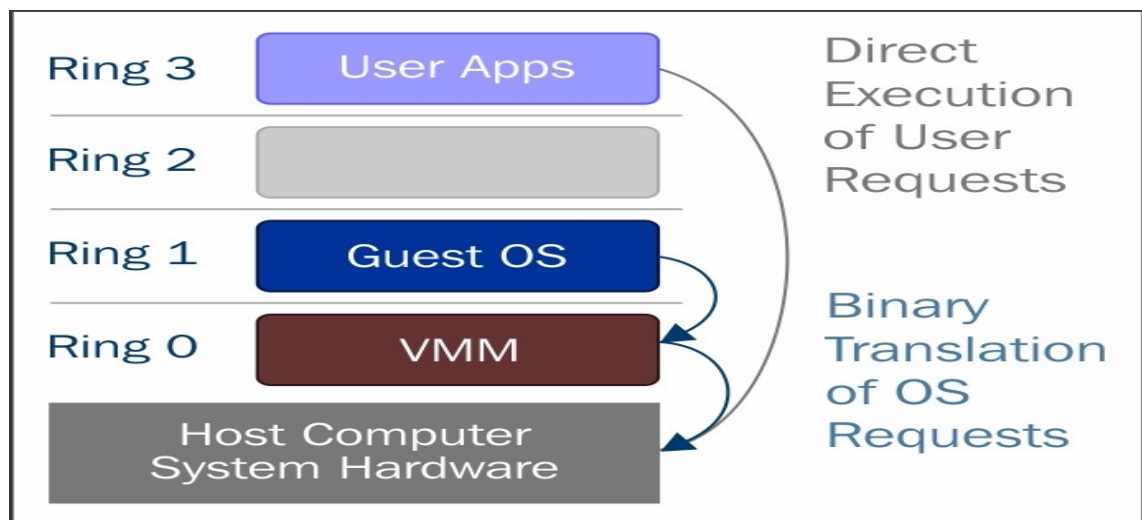 Ring 3
User Apps
Ring 2
Ring 1
Guest OS
Ring 0
VMM
Host Computer
System Hardware
Direct
Execution
of User
Requests
Binary
Translation
of OS
Requests